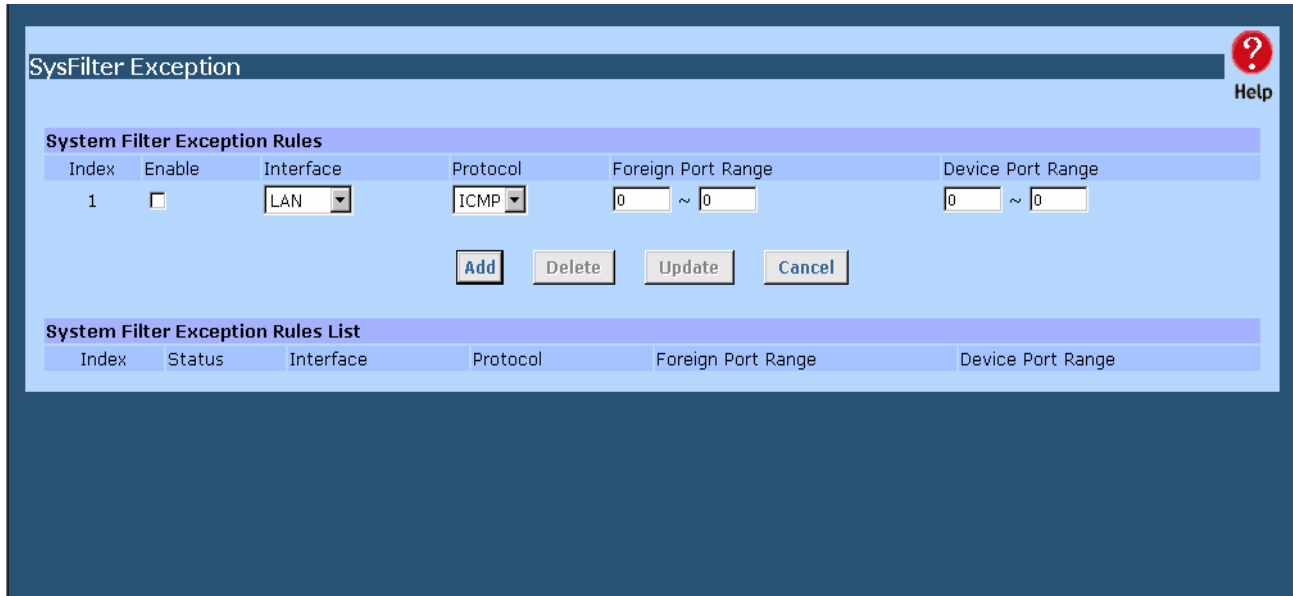 SysFilter Exception
?
Help
System Filter Exception Rules
Index Enable Interface Protocol Foreign Port Range Device Port Range
1 LAN ICMP 0 ~ 0 0 ~ 0
Add Delete Update Cancel
System Filter Exception Rules List
Index Status Interface Protocol Foreign Port Range Device Port Range